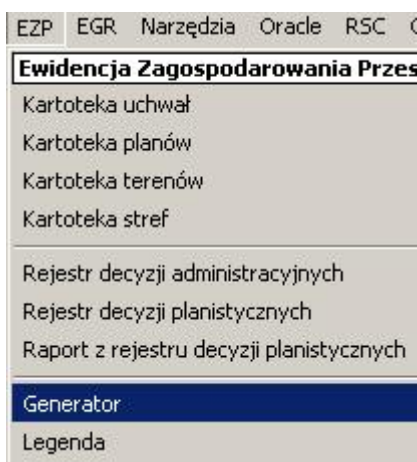 EZP EGR Narzędzia Oracle RSC
Ewidencja Zagospodarowania
Kartoteka uchwał
Kartoteka planów
Kartoteka terenów
Kartoteka stref
Rejestr decyzji administracyjnych
Rejestr decyzji planistycznych
Raport z rejestru decyzji planistycznych
Generator
Legenda